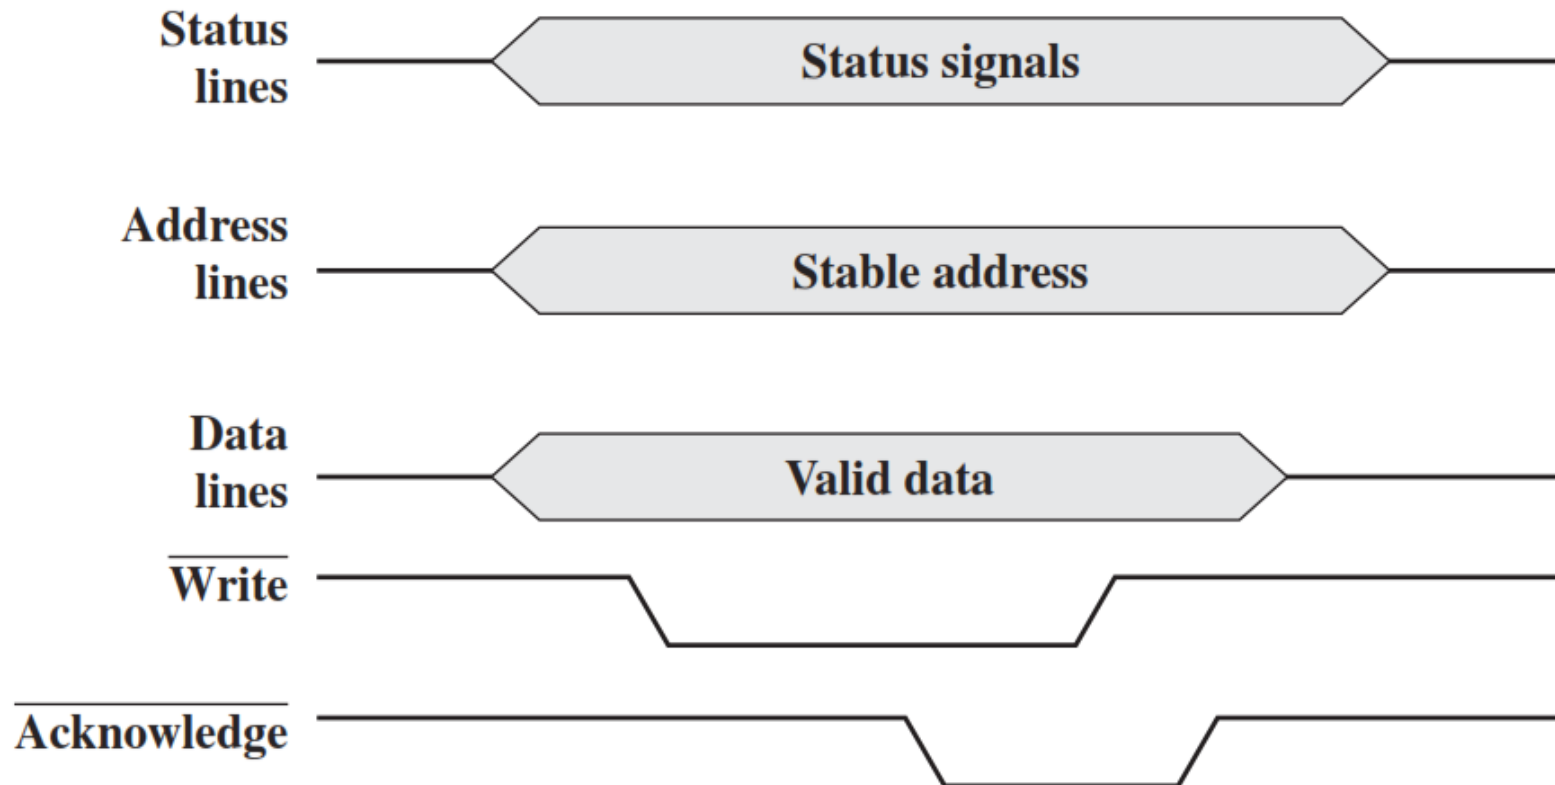 Status
lines
Status signals
Address
lines
Stable address
Data
lines
Valid data
Write
Acknowledge